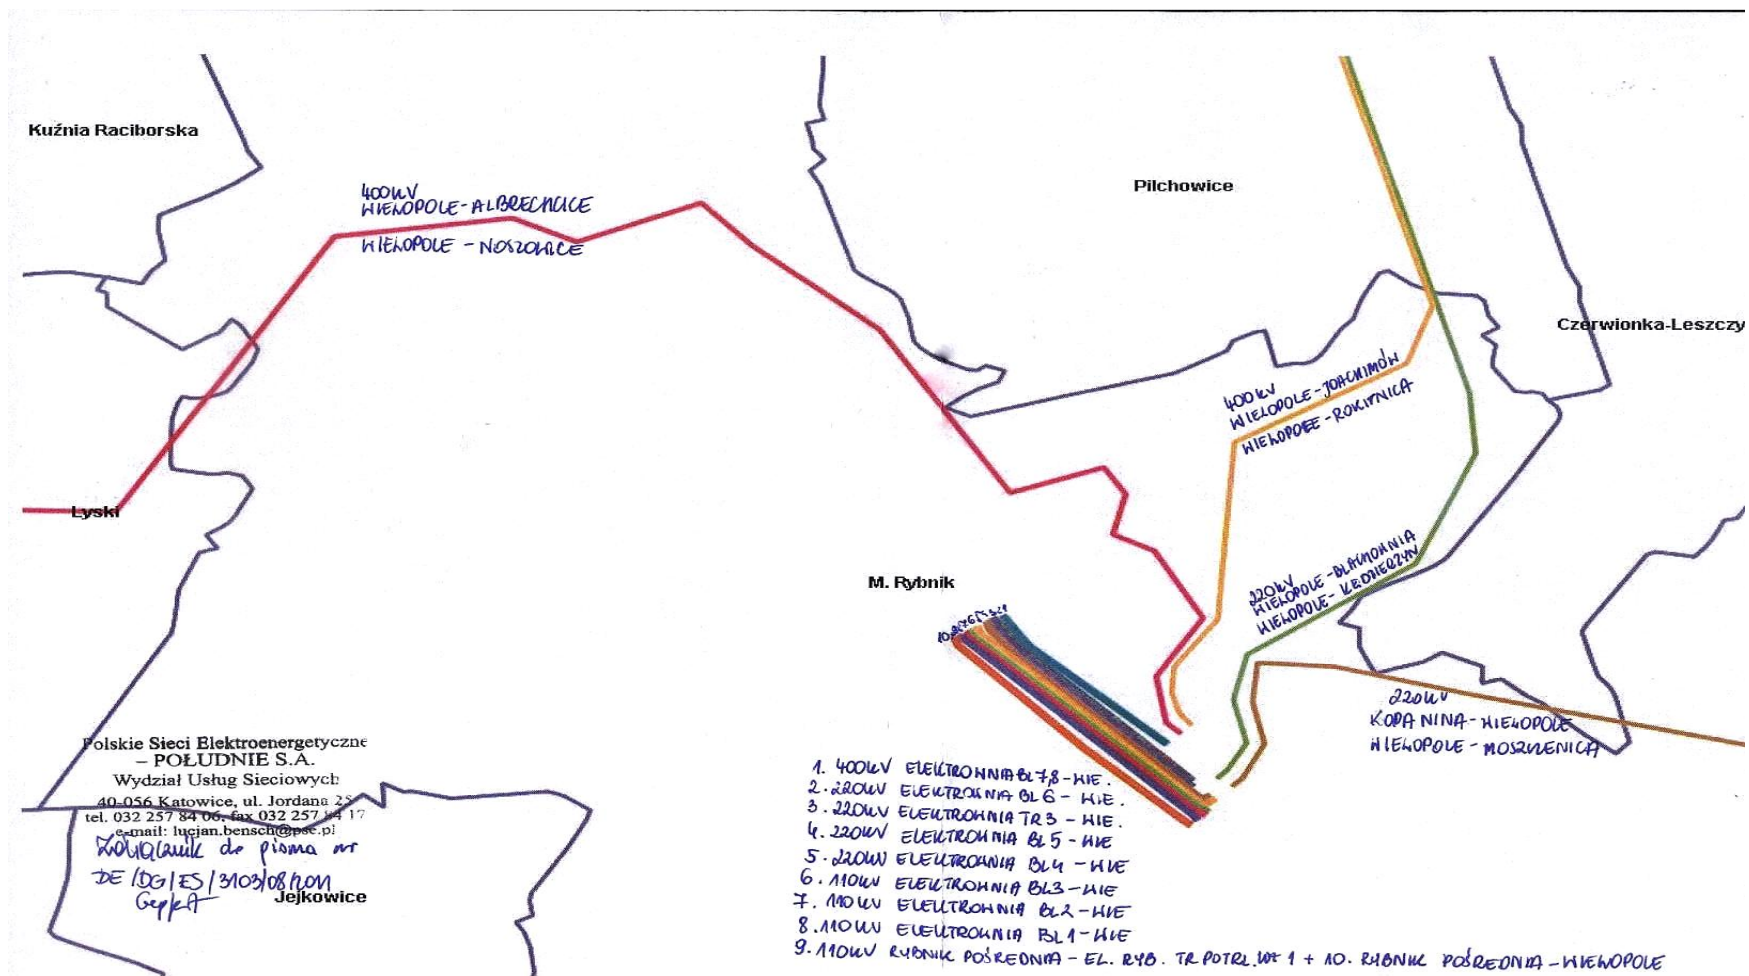 Kuźnia Raciborska
400kV
WIELOPOLE-ALBRECHCICE
WIELOPOLE - NOSZOWICE
Pilchowice
Czerwionka-Leszczy
400kV
WIELOPOLE-JOACHIMÓW
WIELOPOLE-ROKITNICA
Lyski
M. Rybnik
220kV
WIELOPOLE-BLACHOWNIA
WIELOPOLE-KĘDZIERZYN
220kV
KOPANINA-WIELOPOLE
WIELOPOLE-MOSZCZENICA
Polskie Sieci Elektroenergetyczne
– POŁUDNIE S.A.
Wydział Usług Sieciowych
40-056 Katowice, ul. Jordana 25
tel. 032 257 84 06, fax 032 257 84 17
e-mail: lucjan.bensch@pse.pl
Załącznik do pisma nr
DE/DG/ES/3103/08/2011
Jejkowice
1. 400kV ELEKTROWNIA BL7,8-WIE.
2. 220kV ELEKTROWNIA BL6-WIE.
3. 220kV ELEKTROWNIA TR3-WIE.
4. 220kV ELEKTROWNIA BL5-WIE
5. 220kV ELEKTROWNIA BL4-WIE
6. 110kV ELEKTROWNIA BL3-WIE
7. 110kV ELEKTROWNIA BL2-WIE
8. 110kV ELEKTROWNIA BL1-WIE
9. 110kV RYBNIK POŚREDNIA - EL. RYB. TR POTRZ. 1 + 10. RYBNIK POŚREDNIA-WIELOPOLE